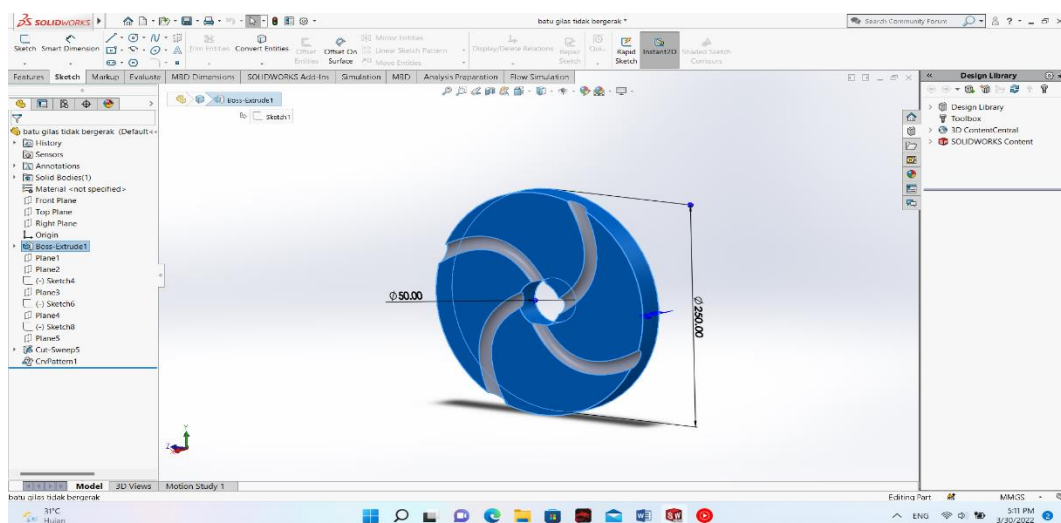 SOLIDWORKS
batu gilas bergerak *
Search Community Forum
Sketch Smart Dimension
Trim Entities Convert Entities
Offset Entities
Offset On Surface
Mirror Entities
Linear Sketch Pattern
Move Entities
Display/Delete Relations
Repair Sketch
Rapid Sketch
Instant2D
Shaded Sketch Contours
Features Sketch Markup Evaluate MBD Dimensions SOLIDWORKS Add-Ins Simulation MBD Analysis Preparation Flow Simulation
Design Library
Boss-Extrude1
Sketch1
Design Library
Toolbox
3D ContentCentral
SOLIDWORKS Content
batu gilas tidak bergerak (Default<<
History
Sensors
Annotations
Solid Bodies(1)
Material <not specified>
Front Plane
Top Plane
Right Plane
Origin
Boss-Extrude1
Plane1
Plane2
(-) Sketch4
Plane3
(-) Sketch6
Plane4
(-) Sketch8
Plane5
Cut-Sweep5
CrvPattern1
Ø50.00
Ø250.00
Y
Z
Model 3D Views Motion Study 1
batu gilas tidak bergerak
Editing Part
MMGS
31°C
Hujan
ENG
5:11 PM
3/30/2022
2